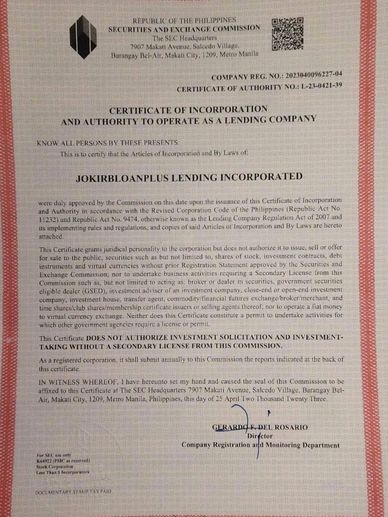 REPUBLIC OF THE PHILIPPINES
SECURITIES AND EXCHANGE COMMISSION
The SEC Headquarters
7907 Makati Avenue, Salcedo Village,
Barangay Bel-Air, Makati City, 1209, Metro Manila
COMPANY REG. NO.: 2023040096227-04
CERTIFICATE OF AUTHORITY NO.: L-23-0421-39
CERTIFICATE OF INCORPORATION
AND AUTHORITY TO OPERATE AS A LENDING COMPANY
KNOW ALL PERSONS BY THESE PRESENTS:
This is to certify that the Articles of Incorporation and By Laws of:
JOKIRBLOANPLUS LENDING INCORPORATED
were duly approved by the Commission on this date upon the issuance of this Certificate of Incorporation
and Authority in accordance with the Revised Corporation Code of the Philippines (Republic Act No.
11232) and Republic Act No. 9474, otherwise known as the Lending Company Regulation Act of 2007 and
its implementing rules and regulations, and copies of said Articles of Incorporation and By Laws are hereto
attached.
This Certificate grants juridical personality to the corporation but does not authorize it to issue, sell or offer
for sale to the public, securities such as but not limited to, shares of stock, investment contracts, debt
instruments and virtual currencies without prior Registration Statement approved by the Securities and
Exchange Commission; nor to undertake business activities requiring a Secondary License from this
Commission such as, but not limited to acting as: broker or dealer in securities, government securities
eligible dealer (GSED), investment adviser of an investment company, close-end or open-end investment
company, investment house, transfer agent, commodity/financial futures exchange/broker/merchant, and
time shares/club shares/membership certificate issuers or selling agents thereof; nor to operate a fiat money
to virtual currency exchange. Neither does this Certificate constitute a permit to undertake activities for
which other government agencies require a license or permit.
This Certificate DOES NOT AUTHORIZE INVESTMENT SOLICITATION AND INVESTMENT-
TAKING WITHOUT A SECONDARY LICENSE FROM THIS COMMISSION.
As a registered corporation, it shall submit annually to this Commission the reports indicated at the back of
this certificate.
IN WITNESS WHEREOF, I have hereunto set my hand and caused the seal of this Commission to be
affixed to this Certificate at The SEC Headquarters 7907 Makati Avenue, Salcedo Village, Barangay Bel-
Air, Makati City, 1209, Metro Manila, Philippines, this day of 25 April Two Thousand Twenty Three.
GERARDO F. DEL ROSARIO
Director
Company Registration and Monitoring Department
For SEC use only
(PSIC as received)
Stock Corporation
Less Than 5 Incorporators
DOCUMENTARY STAMP TAX PAID